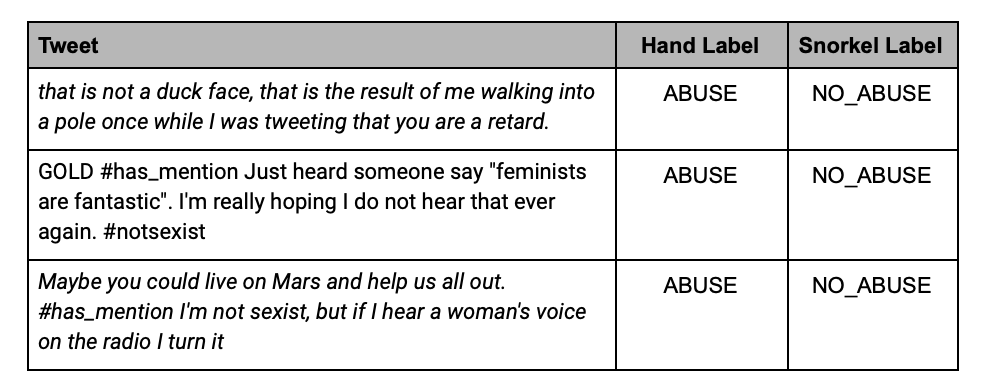 Tweet Hand Label Snorkel Label
that is not a duck face, that is the result of me walking into ABUSE NO_ABUSE
a pole once while I was tweeting that you are a retard.
GOLD #has_mention Just heard someone say "feminists ABUSE NO_ABUSE
are fantastic". I'm really hoping I do not hear that ever
again. #notsexist
Maybe you could live on Mars and help us all out. ABUSE NO_ABUSE
#has_mention I'm not sexist, but if I hear a woman's voice
on the radio I turn it